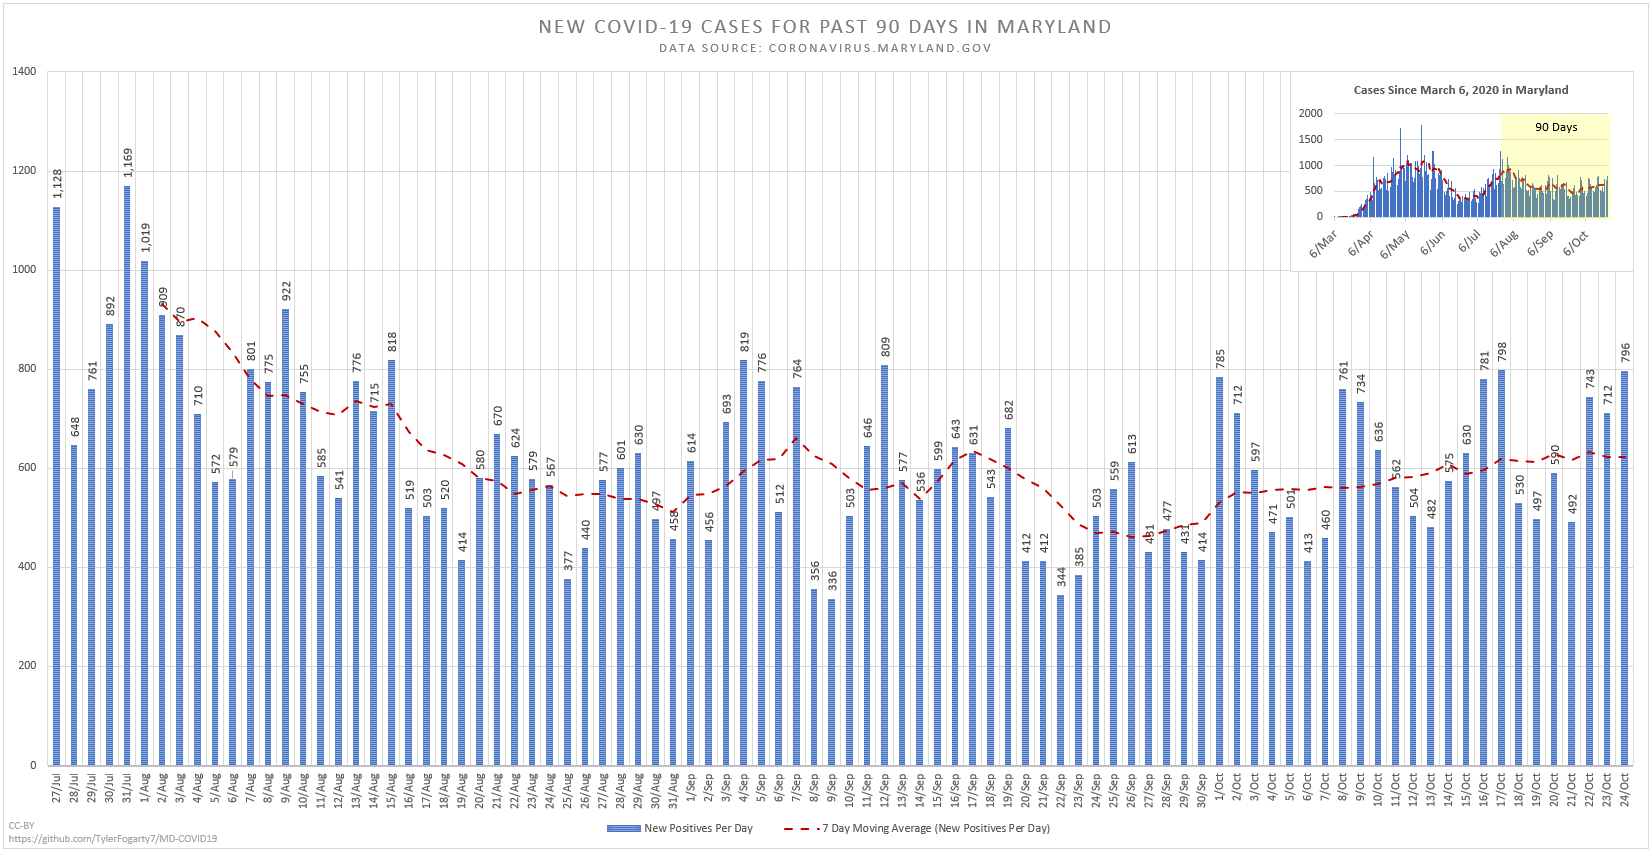 NEW COVID-19 CASES FOR PAST 90 DAYS IN MARYLAND
DATA SOURCE: CORONAVIRUS.MARYLAND.GOV
1400
1200
1000
800
600
400
200
0
1,128
648
761
892
1,169
1,019
909
870
710
572
579
801
775
922
755
585
541
776
715
818
519
503
520
414
580
670
624
579
567
377
440
577
601
630
497
458
614
456
693
819
776
512
764
356
336
503
646
809
577
536
599
643
631
543
682
412
412
344
385
503
559
613
431
477
431
414
785
712
597
471
501
413
460
761
734
636
562
504
482
575
630
781
798
530
497
590
492
743
712
796
Cases Since March 6, 2020 in Maryland
90 Days
2000
1500
1000
500
0
6/Mar
6/Apr
6/May
6/Jun
6/Jul
6/Aug
6/Sep
6/Oct
27/Jul
28/Jul
29/Jul
30/Jul
31/Jul
1/Aug
2/Aug
3/Aug
4/Aug
5/Aug
6/Aug
7/Aug
8/Aug
9/Aug
10/Aug
11/Aug
12/Aug
13/Aug
14/Aug
15/Aug
16/Aug
17/Aug
18/Aug
19/Aug
20/Aug
21/Aug
22/Aug
23/Aug
24/Aug
25/Aug
26/Aug
27/Aug
28/Aug
29/Aug
30/Aug
31/Aug
1/Sep
2/Sep
3/Sep
4/Sep
5/Sep
6/Sep
7/Sep
8/Sep
9/Sep
10/Sep
11/Sep
12/Sep
13/Sep
14/Sep
15/Sep
16/Sep
17/Sep
18/Sep
19/Sep
20/Sep
21/Sep
22/Sep
23/Sep
24/Sep
25/Sep
26/Sep
27/Sep
28/Sep
29/Sep
30/Sep
1/Oct
2/Oct
3/Oct
4/Oct
5/Oct
6/Oct
7/Oct
8/Oct
9/Oct
10/Oct
11/Oct
12/Oct
13/Oct
14/Oct
15/Oct
16/Oct
17/Oct
18/Oct
19/Oct
20/Oct
21/Oct
22/Oct
23/Oct
24/Oct
New Positives Per Day
7 Day Moving Average (New Positives Per Day)
CC-BY
https://github.com/TylerFogarty7/MD-COVID19